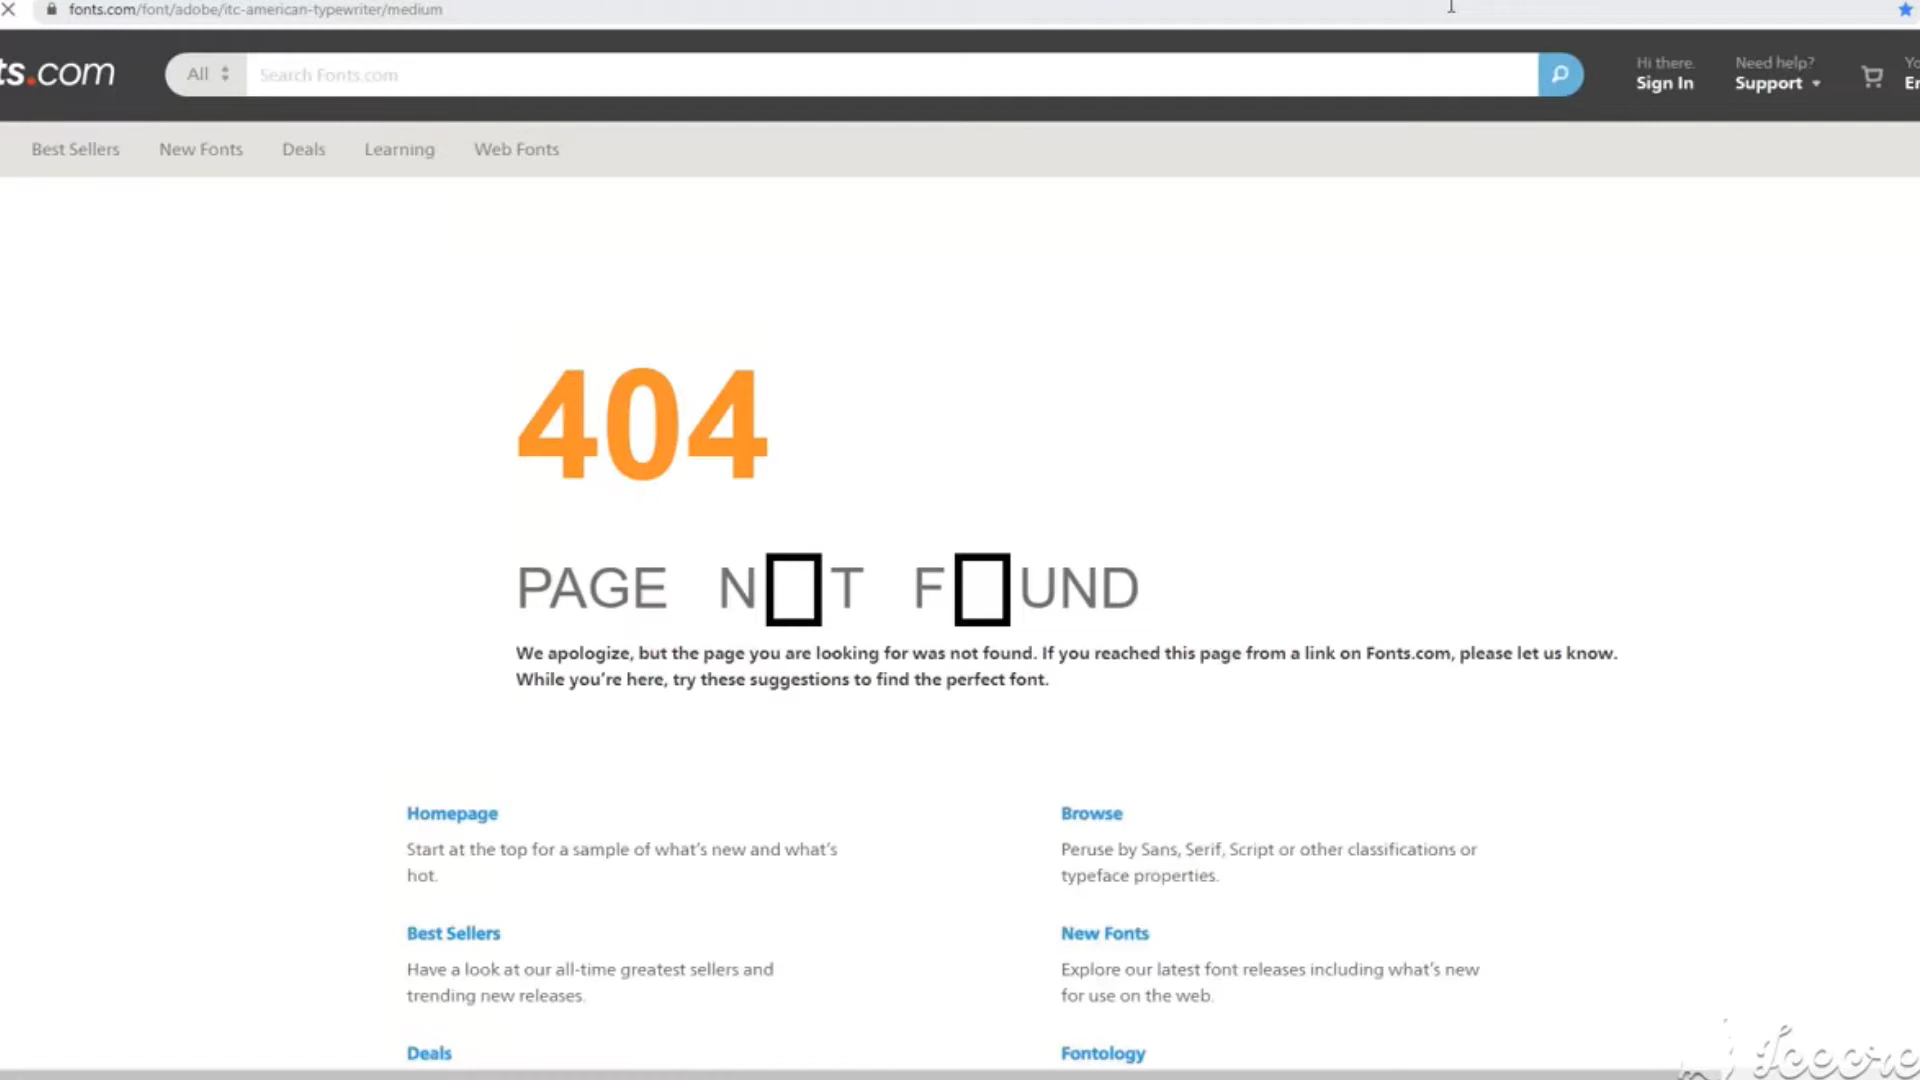 fonts.com/font/adobe/itc-american-typewriter/medium
ts.com
All
Search Fonts.com
Hi there.
Sign In
Need help?
Support
Best Sellers
New Fonts
Deals
Learning
Web Fonts
404
PAGE N□T F□UND
We apologize, but the page you are looking for was not found. If you reached this page from a link on Fonts.com, please let us know.
While you’re here, try these suggestions to find the perfect font.
Homepage
Start at the top for a sample of what’s new and what’s
hot.
Browse
Peruse by Sans, Serif, Script or other classifications or
typeface properties.
Best Sellers
Have a look at our all-time greatest sellers and
trending new releases.
New Fonts
Explore our latest font releases including what’s new
for use on the web.
Deals
Fontology